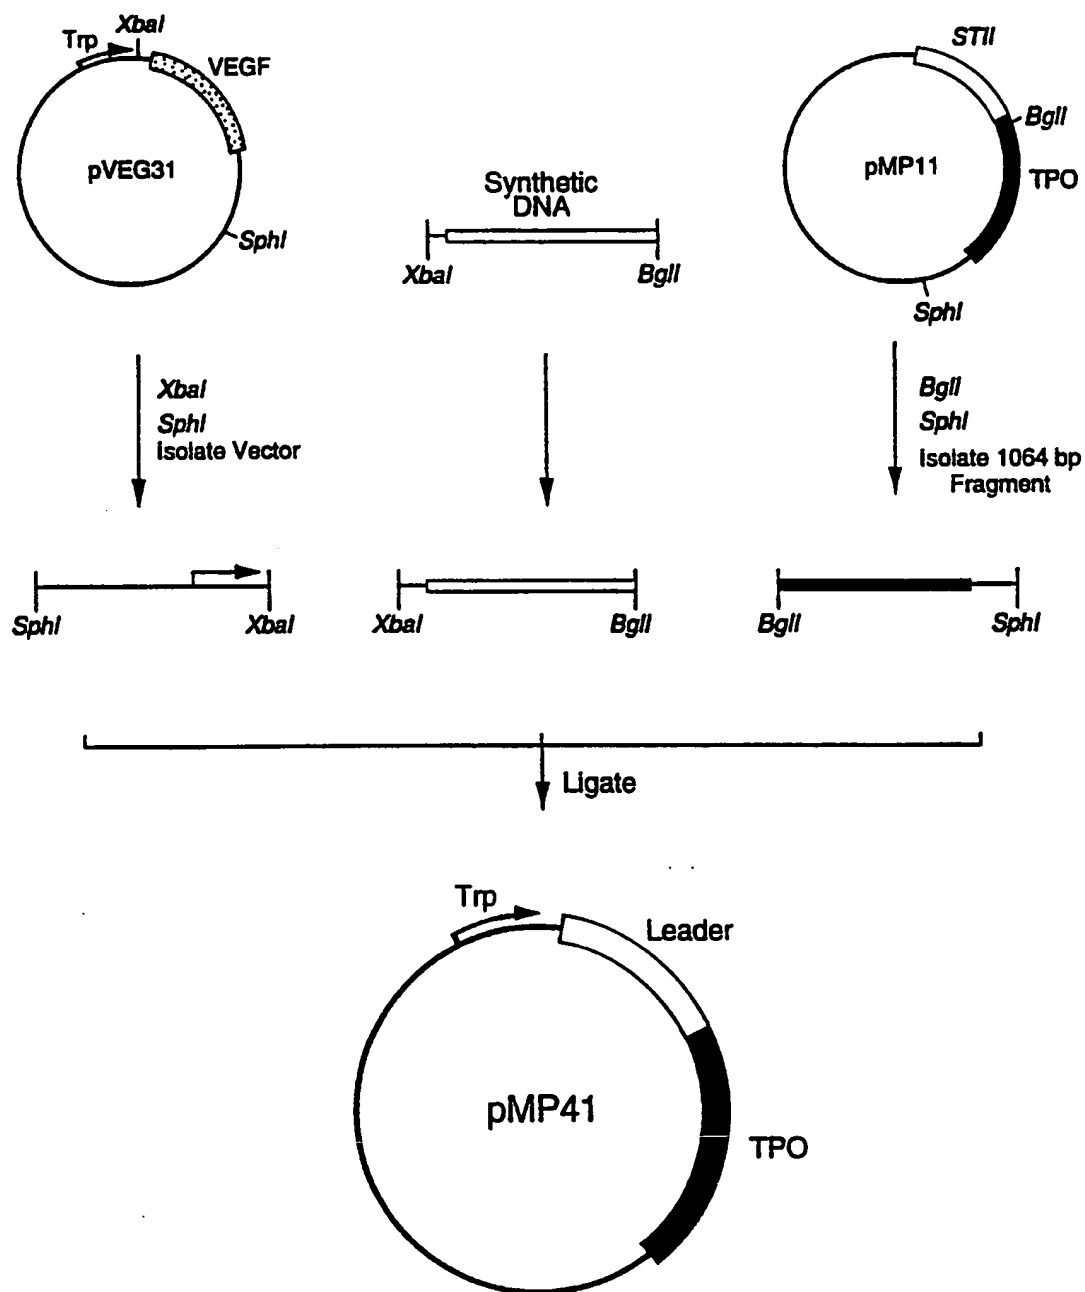 Trp
XbaI
VEGF
pVEG31
SphI
Synthetic
DNA
XbaI
BglI
STII
BglI
pMP11
TPO
SphI
XbaI
SphI
Isolate Vector
BglI
SphI
Isolate 1064 bp
Fragment
SphI
XbaI
XbaI
BglI
BglI
SphI
Ligate
Trp
Leader
pMP41
TPO